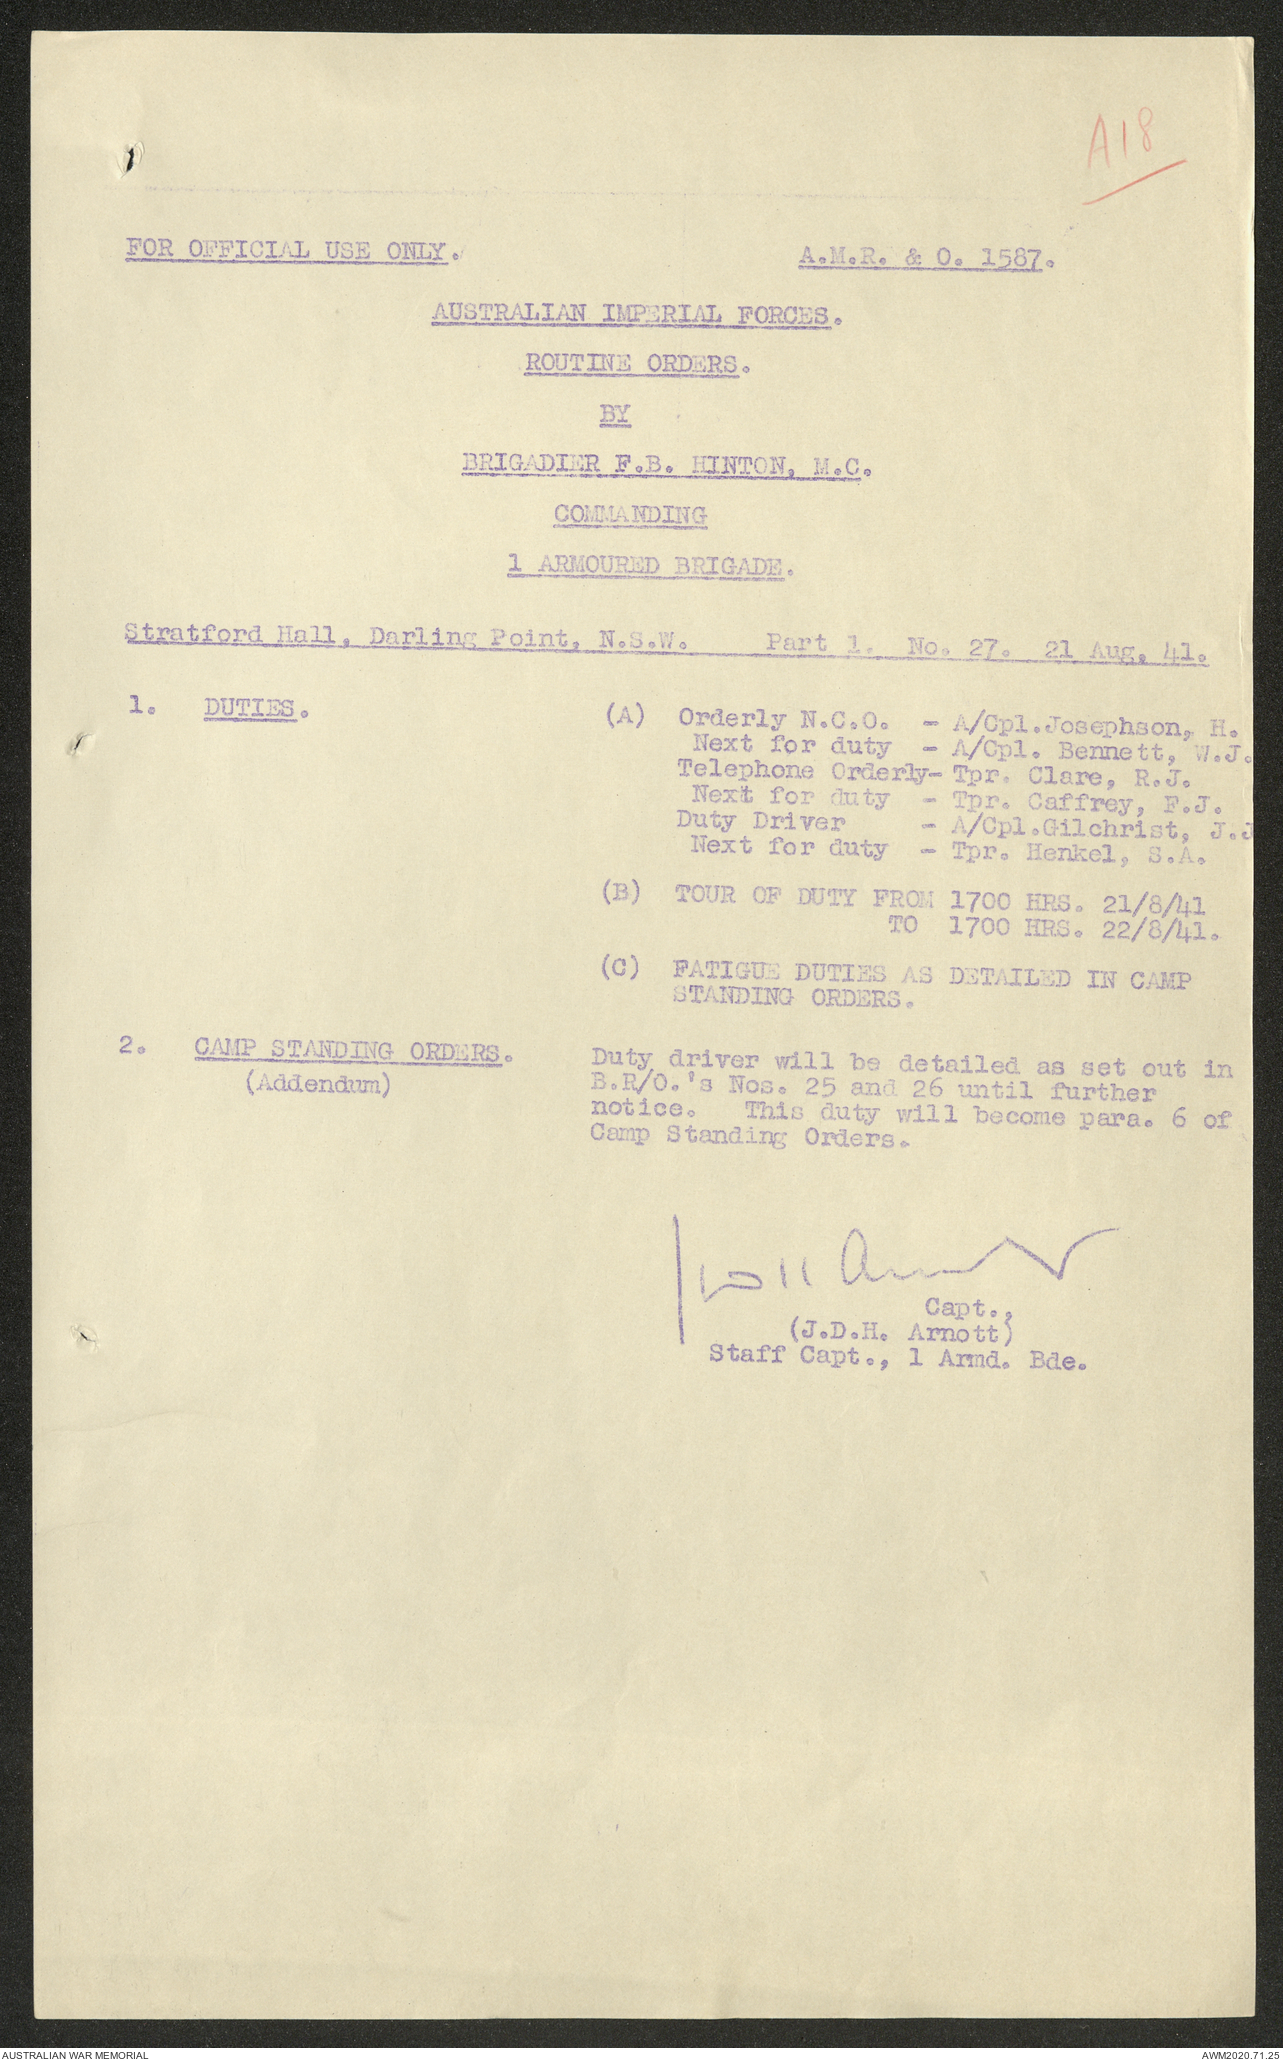 A18
FOR OFFICIAL USE ONLY. A.M.R. & O. 1587.
AUSTRALIAN IMPERIAL FORCES.
ROUTINE ORDERS.
BY
BRIGADIER F.B. HINTON, M.C.
COMMANDING
1 ARMOURED BRIGADE.
Stratford Hall, Darling Point, N.S.W. Part 1. No. 27. 21 Aug, 41.
1. DUTIES. (A) Orderly N.C.O. - A/Cpl.Josephson, H.
Next for duty - A/Cpl. Bennett, W.J.
Telephone Orderly- Tpr. Clare, R.J.
Next for duty - Tpr. Caffrey, F.J.
Duty Driver - A/Cpl.Gilchrist, J.J
Next for duty - Tpr. Henkel, S.A.
(B) TOUR OF DUTY FROM 1700 HRS. 21/8/41
TO 1700 HRS. 22/8/41.
(C) FATIGUE DUTIES AS DETAILED IN CAMP
STANDING ORDERS.
2. CAMP STANDING ORDERS. Duty driver will be detailed as set out in
(Addendum) B.R/O.'s Nos. 25 and 26 until further
notice. This duty will become para. 6 of
Camp Standing Orders.
Capt.,
(J.D.H. Arnott)
Staff Capt., 1 Armd. Bde.
AUSTRALIAN WAR MEMORIAL AWM2020.71.25